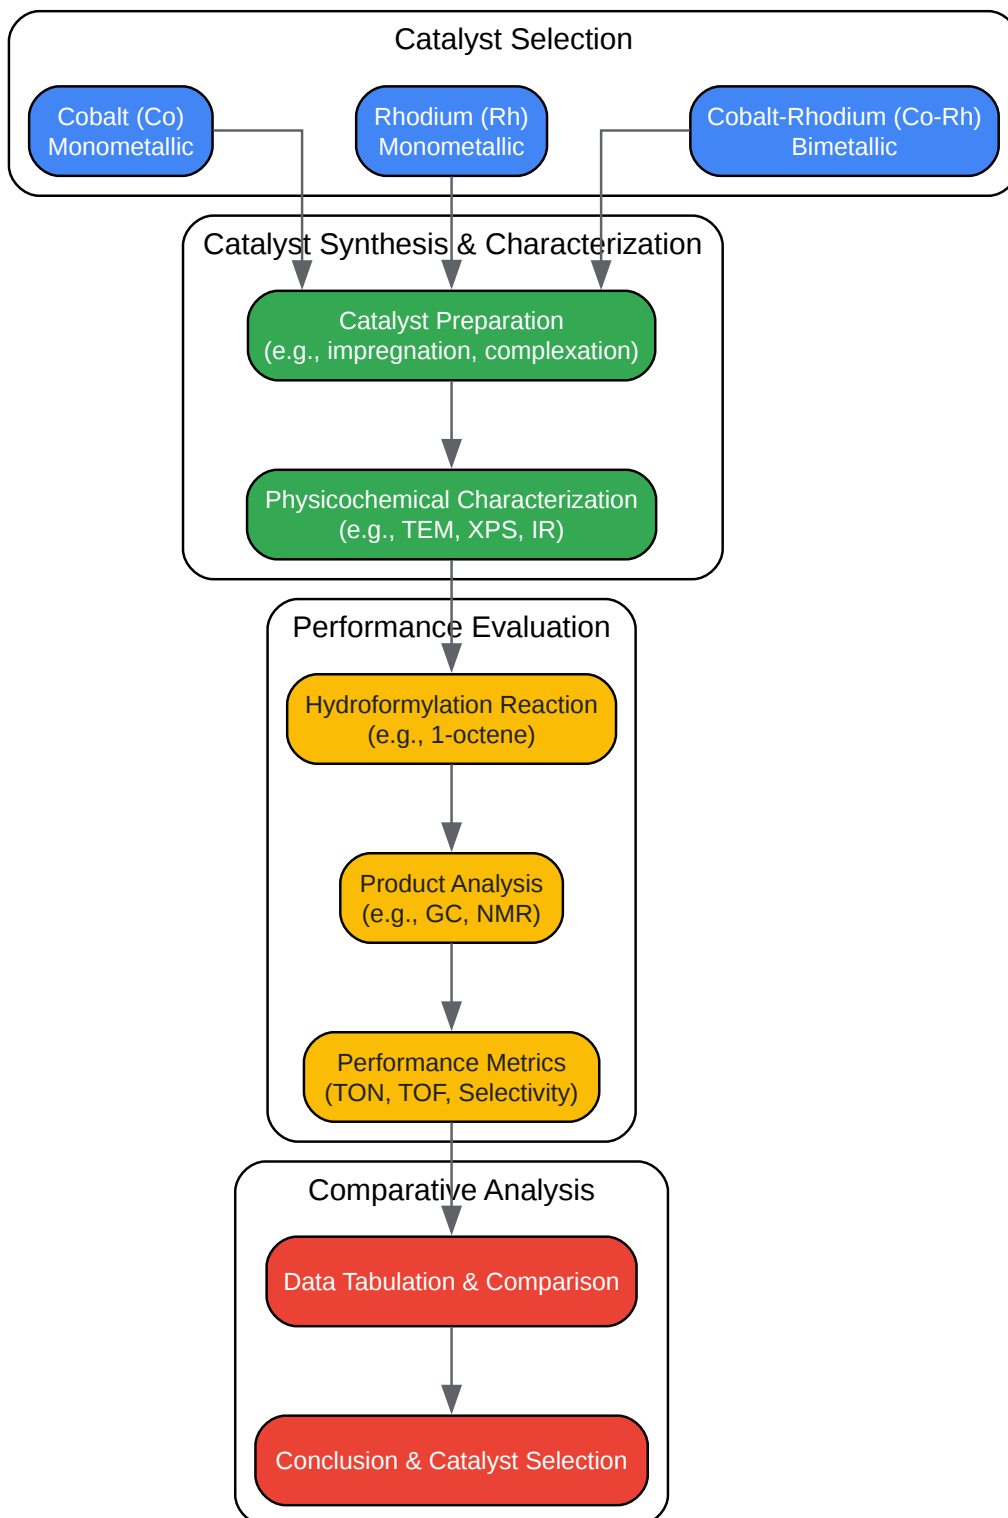 Catalyst Selection
Cobalt (Co)
Monometallic
Rhodium (Rh)
Monometallic
Cobalt-Rhodium (Co-Rh)
Bimetallic
Catalyst Synthesis & Characterization
Catalyst Preparation
(e.g., impregnation, complexation)
Physicochemical Characterization
(e.g., TEM, XPS, IR)
Performance Evaluation
Hydroformylation Reaction
(e.g., 1-octene)
Product Analysis
(e.g., GC, NMR)
Performance Metrics
(TON, TOF, Selectivity)
Comparative Analysis
Data Tabulation & Comparison
Conclusion & Catalyst Selection